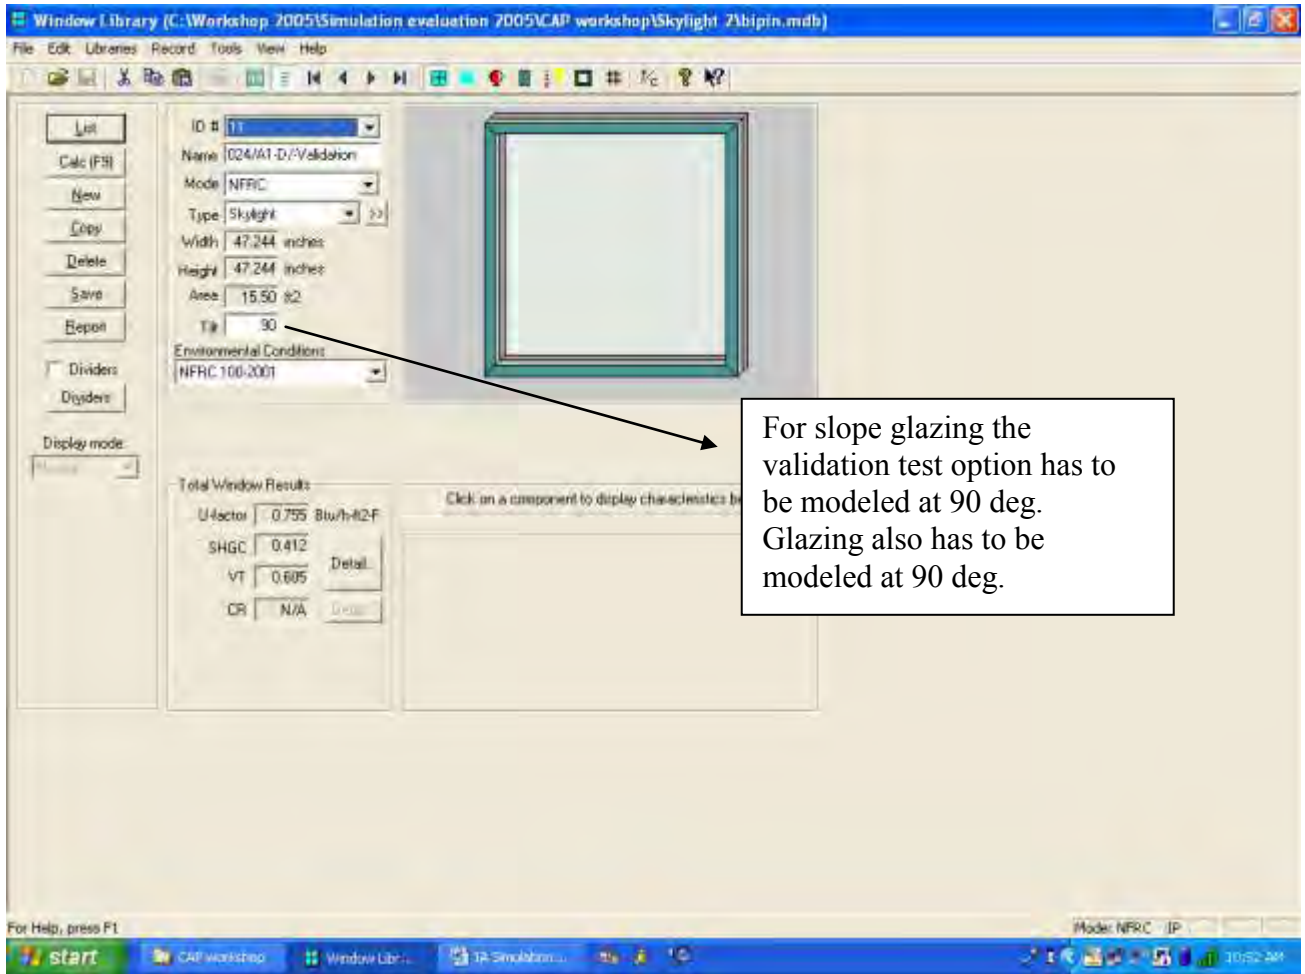 Window Library (C:\Workshop 2005\Simulation evaluation 2005\CAP workshop\Skylight 2\bipin.mdb)
File Edit Libraries Record Tools View Help
List
Calc (F9)
New
Copy
Delete
Save
Report
Dividers
Dividers
Display mode:
ID # 11
Name 024/A1-D/-Validation
Mode NFRC
Type Skylight >>
Width 47.244 inches
Height 47.244 inches
Area 15.50 ft2
Tilt 90
Environmental Conditions
NFRC 100-2001
For slope glazing the
validation test option has to
be modeled at 90 deg.
Glazing also has to be
modeled at 90 deg.
Total Window Results
U-factor 0.755 Btu/h-ft2-F
SHGC 0.412
VT 0.605
Detail...
CR N/A
Click on a component to display characteristics
For Help, press F1
Mode: NFRC IP
start
CAP workshop
Window Libr...
1A Simulation...
10:52 AM